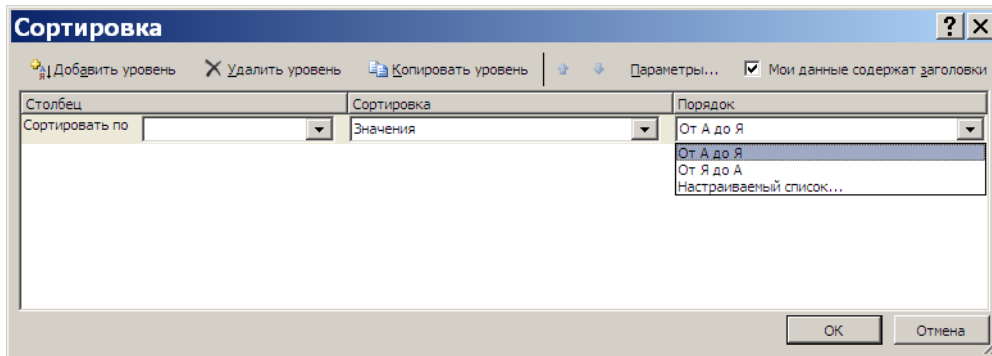 Сортировка
Добавить уровень Удалить уровень Копировать уровень Параметры... Мои данные содержат заголовки
Столбец Сортировка Порядок
Сортировать по Значения От А до Я
От А до Я
От Я до А
Настраиваемый список...
ОК Отмена